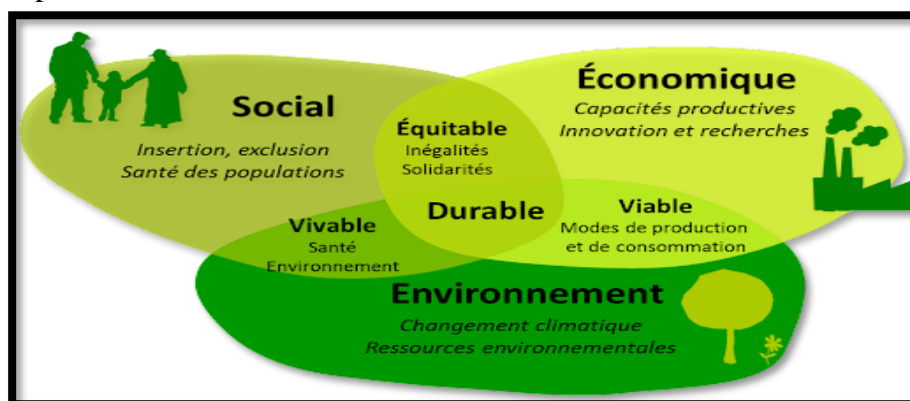 Social
Insertion, exclusion
Santé des populations
Économique
Capacités productives
Innovation et recherches
Équitable
Inégalités
Solidarités
Durable
Vivable
Santé
Environnement
Viable
Modes de production
et de consommation
Environnement
Changement climatique
Ressources environnementales